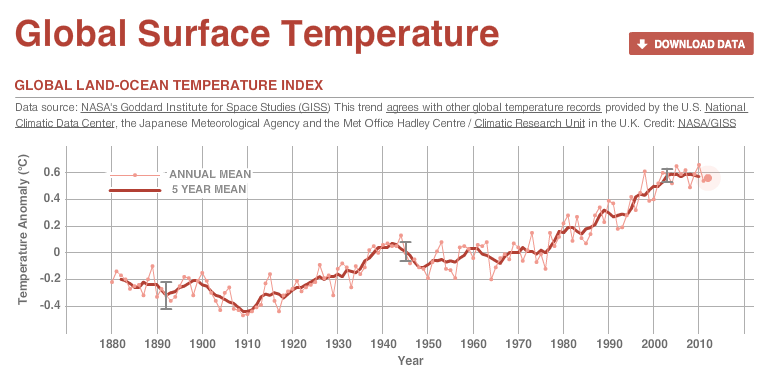 Global Surface Temperature
DOWNLOAD DATA
GLOBAL LAND-OCEAN TEMPERATURE INDEX
Data source: NASA's Goddard Institute for Space Studies (GISS) This trend agrees with other global temperature records provided by the U.S. National
Climatic Data Center, the Japanese Meteorological Agency and the Met Office Hadley Centre / Climatic Research Unit in the U.K. Credit: NASA/GISS
Temperature Anomaly (°C)
ANNUAL MEAN
5 YEAR MEAN
0.6
0.4
0.2
0
-0.2
-0.4
1880 1890 1900 1910 1920 1930 1940 1950 1960 1970 1980 1990 2000 2010
Year